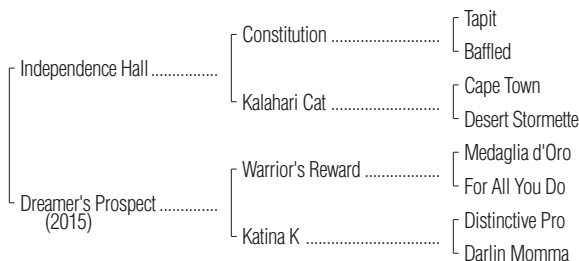 Independence Hall ...............
Dreamer's Prospect .............
(2015)
Constitution ..........................
Kalahari Cat ..........................
Warrior's Reward ..................
Katina K ................................
Tapit
Baffled
Cape Town
Desert Stormette
Medaglia d'Oro
For All You Do
Distinctive Pro
Darlin Momma